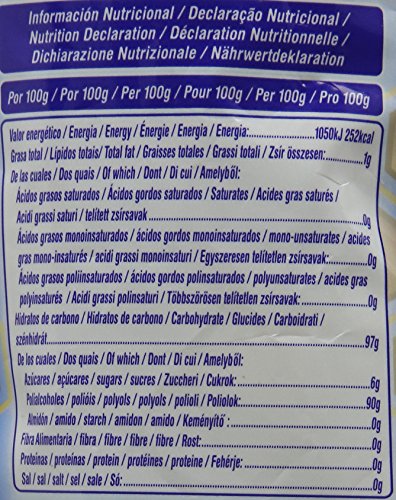 Información Nutricional / Declaração Nutricional /
Nutrition Declaration / Déclaration Nutritionnelle /
Dichiarazione Nutrizionale / Nährwertdeklaration
Por 100g / Por 100g / Per 100g / Pour 100g / Per 100g / Pro 100g
Valor energético / Energia / Energy / Énergie / Energia / Energia:..............1050kJ 252kcal
Grasa total / Lípidos totais/ Total fat / Graisses totales / Grassi totali / Zsír összesen:............1g
De las cuales / Dos quais / Of which / Dont / Di cui / Amelyből:
Ácidos grasos saturados / Ácidos gordos saturados / Saturates / Acides gras saturés /
Acidi grassi saturi / telített zsírsavak............0g
Ácidos grasos monoinsaturados / ácidos gordos monoinsaturados / mono-unsaturates / acides
gras mono-insaturés / acidi grassi monoinsaturi / Egyszeresen telítetlen zsírsavak:............0g
Ácidos grasos poliinsaturados / ácidos gordos polinsaturados / polyunsaturates / acides gras
polyinsaturés / Acidi grassi polinsaturi / Többszörösen telítetlen zsírsavak:............0g
Hidratos de carbono / Hidratos de carbono / Carbohydrate / Glucides / Carboidrati /
szénhidrát............97g
De los cuales / Dos quais / Of which / Dont / Di cui / Amelyből:
Azúcares / açúcares / sugars / sucres / Zuccheri / Cukrok:............6g
Polialcoholes / polióis / polyols / polyols / polioli / Poliolok:............90g
Almidón / amido / starch / amidon / amido / Keményítő :............0g
Fibra Alimentaria / fibra / fibre / fibre / fibre / Rost:............0g
Proteínas / proteínas / protein / protéines / proteine / Fehérje:............0g
Sal / sal / salt / sel / sale / Só:............0g